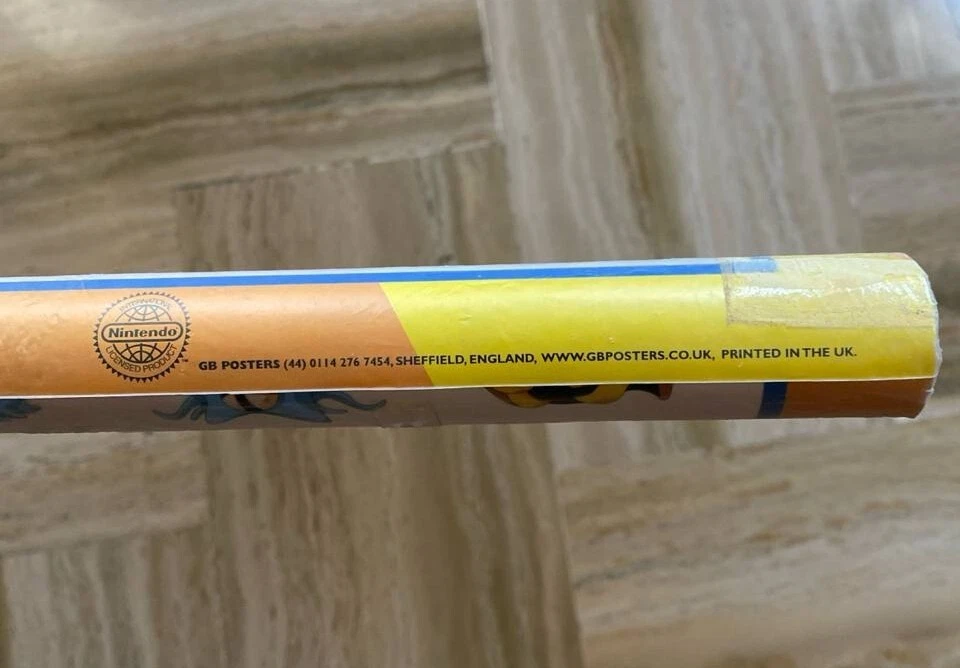 INTERNATIONAL
Nintendo
LICENSED PRODUCT
™
GB POSTERS (44) 0114 276 7454, SHEFFIELD, ENGLAND, WWW.GBPOSTERS.CO.UK, PRINTED IN THE UK.